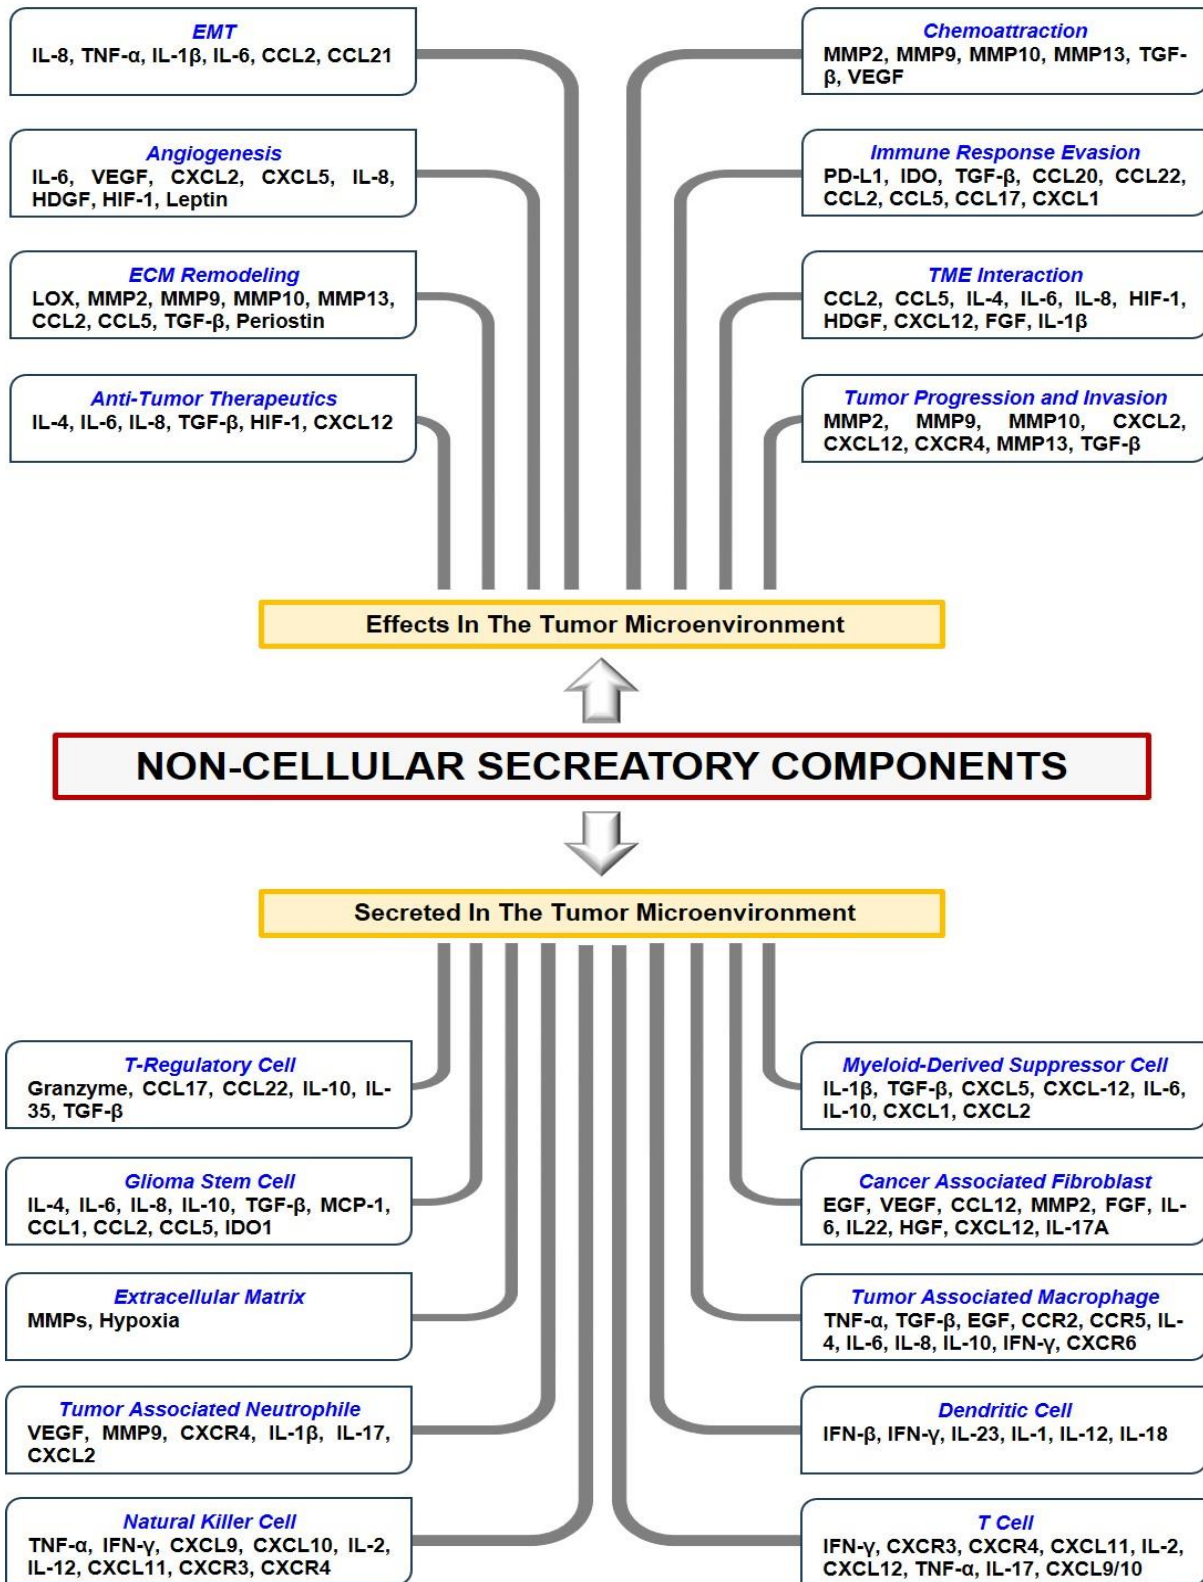 EMT
IL-8, TNF-α, IL-1β, IL-6, CCL2, CCL21
Angiogenesis
IL-6, VEGF, CXCL2, CXCL5, IL-8,
HDGF, HIF-1, Leptin
ECM Remodeling
LOX, MMP2, MMP9, MMP10, MMP13,
CCL2, CCL5, TGF-β, Periostin
Anti-Tumor Therapeutics
IL-4, IL-6, IL-8, TGF-β, HIF-1, CXCL12
Chemoattraction
MMP2, MMP9, MMP10, MMP13, TGF-
β, VEGF
Immune Response Evasion
PD-L1, IDO, TGF-β, CCL20, CCL22,
CCL2, CCL5, CCL17, CXCL1
TME Interaction
CCL2, CCL5, IL-4, IL-6, IL-8, HIF-1,
HDGF, CXCL12, FGF, IL-1β
Tumor Progression and Invasion
MMP2, MMP9, MMP10, CXCL2,
CXCL12, CXCR4, MMP13, TGF-β
Effects In The Tumor Microenvironment
NON-CELLULAR SECREATORY COMPONENTS
Secreted In The Tumor Microenvironment
T-Regulatory Cell
Granzyme, CCL17, CCL22, IL-10, IL-
35, TGF-β
Glioma Stem Cell
IL-4, IL-6, IL-8, IL-10, TGF-β, MCP-1,
CCL1, CCL2, CCL5, IDO1
Extracellular Matrix
MMPs, Hypoxia
Tumor Associated Neutrophile
VEGF, MMP9, CXCR4, IL-1β, IL-17,
CXCL2
Natural Killer Cell
TNF-α, IFN-γ, CXCL9, CXCL10, IL-2,
IL-12, CXCL11, CXCR3, CXCR4
Myeloid-Derived Suppressor Cell
IL-1β, TGF-β, CXCL5, CXCL-12, IL-6,
IL-10, CXCL1, CXCL2
Cancer Associated Fibroblast
EGF, VEGF, CCL12, MMP2, FGF, IL-
6, IL22, HGF, CXCL12, IL-17A
Tumor Associated Macrophage
TNF-α, TGF-β, EGF, CCR2, CCR5, IL-
4, IL-6, IL-8, IL-10, IFN-γ, CXCR6
Dendritic Cell
IFN-β, IFN-γ, IL-23, IL-1, IL-12, IL-18
T Cell
IFN-γ, CXCR3, CXCR4, CXCL11, IL-2,
CXCL12, TNF-α, IL-17, CXCL9/10